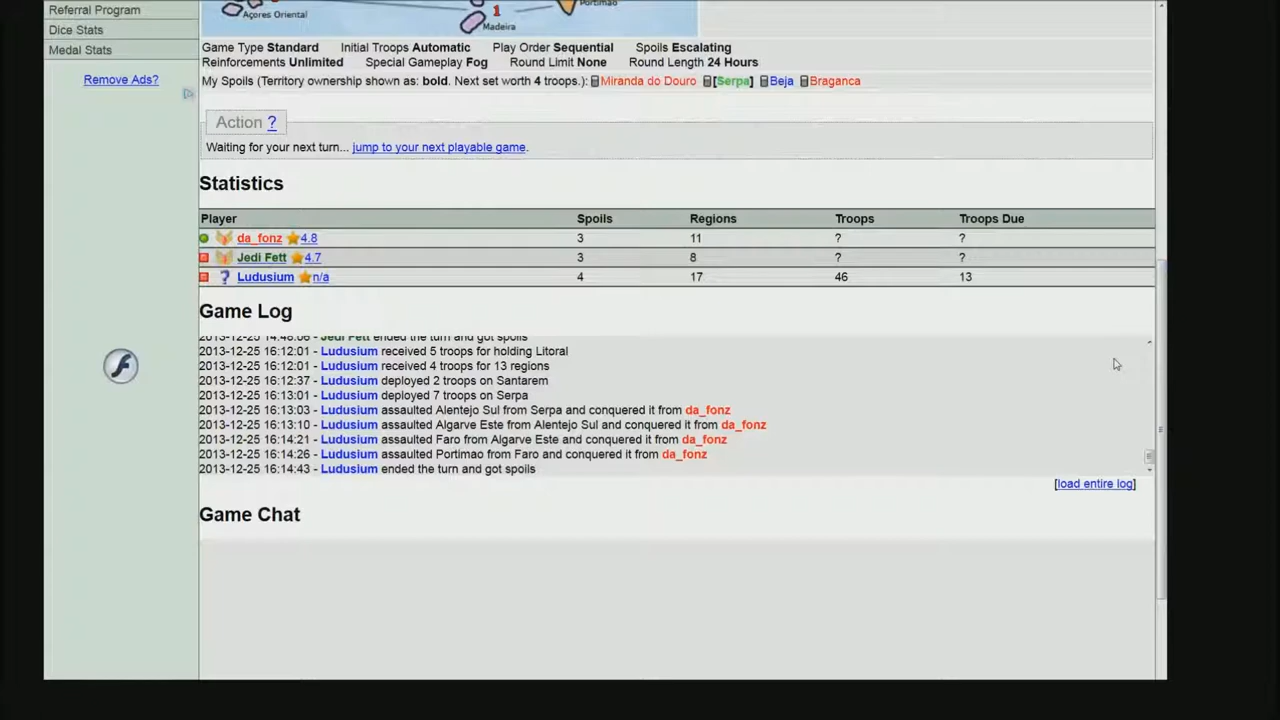 Referral Program
Dice Stats
Medal Stats
Remove Ads?
Açores Oriental
1
Madeira
Portimao
Game Type Standard Initial Troops Automatic Play Order Sequential Spoils Escalating
Reinforcements Unlimited Special Gameplay Fog Round Limit None Round Length 24 Hours
My Spoils (Territory ownership shown as: bold. Next set worth 4 troops.): Miranda do Douro [Serpa] Beja Braganca
Action ?
Waiting for your next turn... jump to your next playable game.
Statistics
Player Spoils Regions Troops Troops Due
da_fonz 4.8 3 11 ? ?
Jedi Fett 4.7 3 8 ? ?
? Ludusium n/a 4 17 46 13
Game Log
2013-12-25 14:48:06 - Jedi Fett ended the turn and got spoils
2013-12-25 16:12:01 - Ludusium received 5 troops for holding Litoral
2013-12-25 16:12:01 - Ludusium received 4 troops for 13 regions
2013-12-25 16:12:37 - Ludusium deployed 2 troops on Santarem
2013-12-25 16:13:01 - Ludusium deployed 7 troops on Serpa
2013-12-25 16:13:03 - Ludusium assaulted Alentejo Sul from Serpa and conquered it from da_fonz
2013-12-25 16:13:10 - Ludusium assaulted Algarve Este from Alentejo Sul and conquered it from da_fonz
2013-12-25 16:14:21 - Ludusium assaulted Faro from Algarve Este and conquered it from da_fonz
2013-12-25 16:14:26 - Ludusium assaulted Portimao from Faro and conquered it from da_fonz
2013-12-25 16:14:43 - Ludusium ended the turn and got spoils
[load entire log]
Game Chat